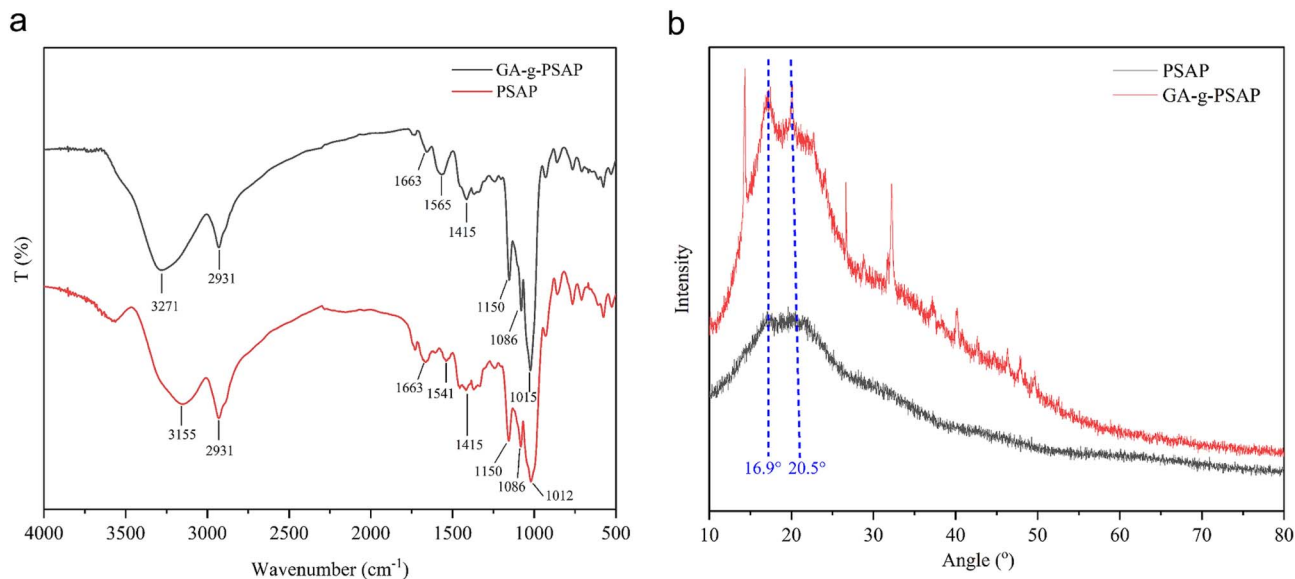 a
GA-g-PSAP
PSAP
T (%)
3271
2931
1663
1565
1415
1150
1086
1015
3155
2931
1663
1541
1415
1150
1086
1012
4000 3500 3000 2500 2000 1500 1000 500
Wavenumber (cm-1)
b
PSAP
GA-g-PSAP
Intensity
16.9° 20.5°
10 20 30 40 50 60 70 80
Angle (°)